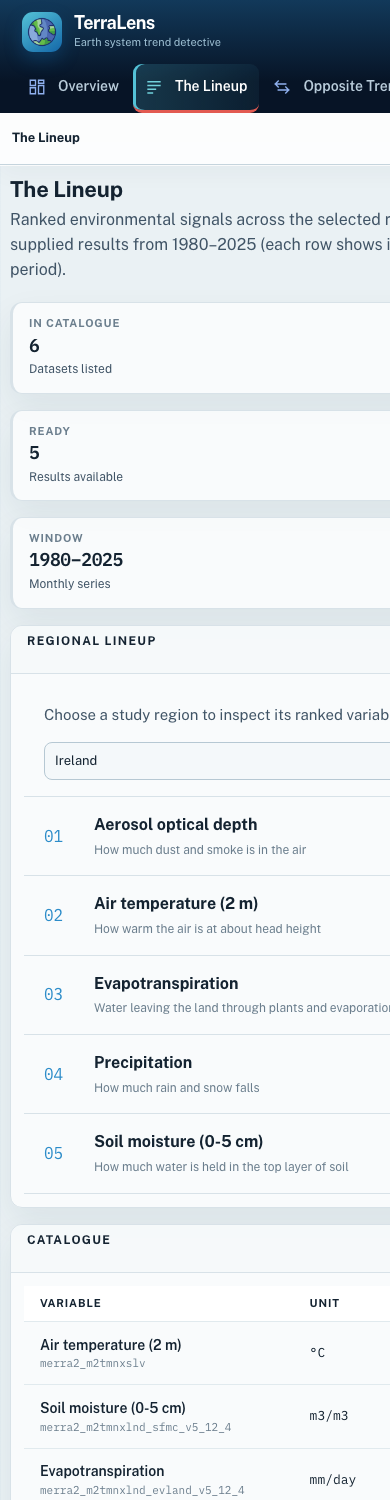 TerraLens
Earth system trend detective
Overview
The Lineup
Opposite
The Lineup
The Lineup
Ranked environmental signals across the selected
supplied results from 1980–2025 (each row shows
period).
IN CATALOGUE
6
Datasets listed
READY
5
Results available
WINDOW
1980–2025
Monthly series
REGIONAL LINEUP
Choose a study region to inspect its ranked
Ireland
01
Aerosol optical depth
How much dust and smoke is in the air
02
Air temperature (2 m)
How warm the air is at about head height
03
Evapotranspiration
Water leaving the land through plants and
04
Precipitation
How much rain and snow falls
05
Soil moisture (0-5 cm)
How much water is held in the top layer of soil
CATALOGUE
VARIABLE UNIT
Air temperature (2 m)
merra2_m2tmnxslv
°C
Soil moisture (0-5 cm)
merra2_m2tmnxlnd_sfmc_v5_12_4
m3/m3
Evapotranspiration
merra2_m2tmnxlnd_evland_v5_12_4
mm/day